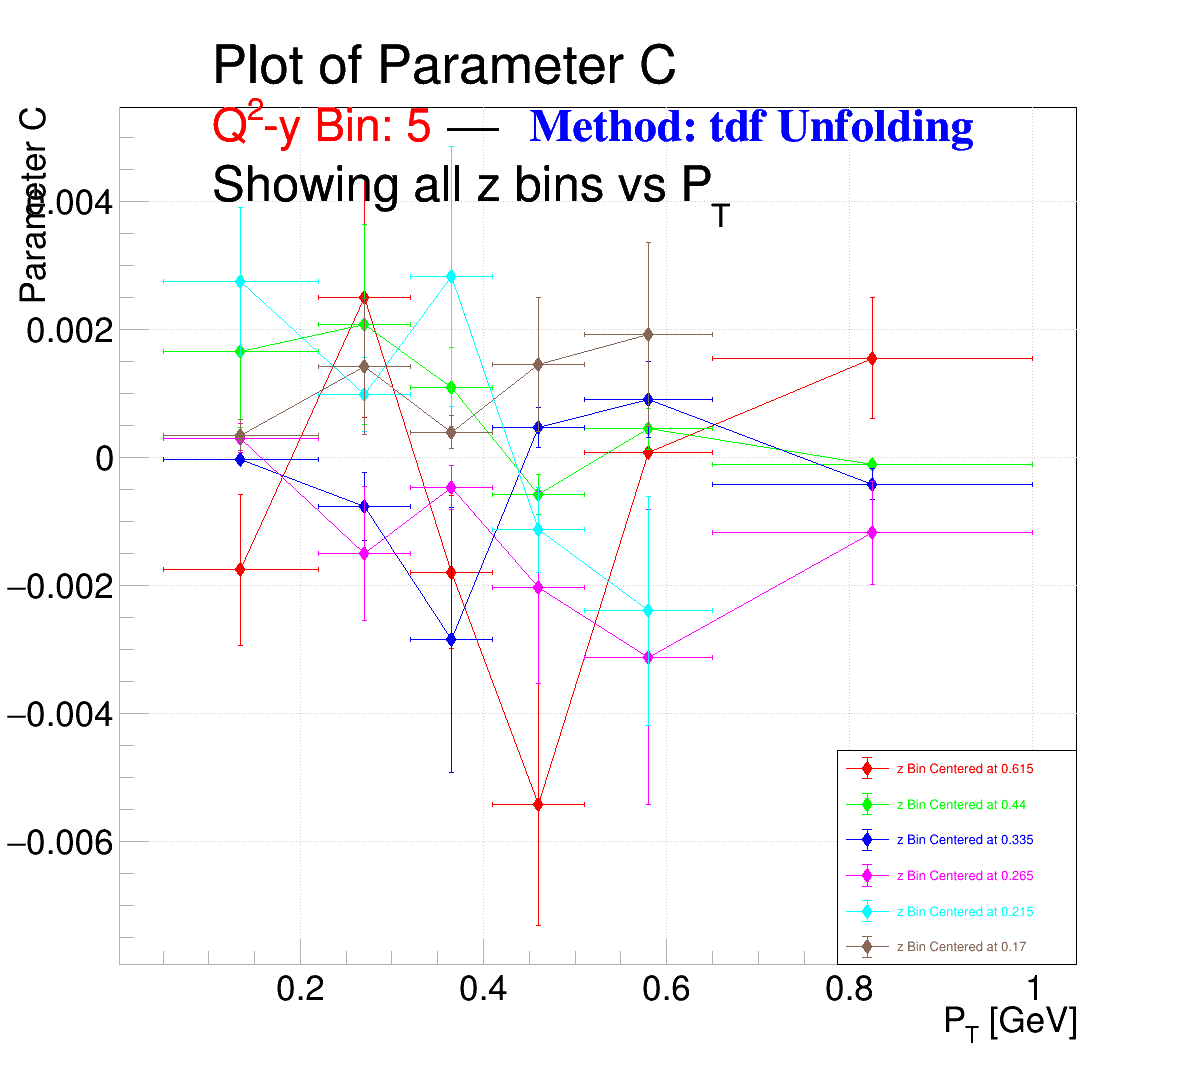 Plot of Parameter C
Q²-y Bin: 5 — Method: tdf Unfolding
Showing all z bins vs P_T
Parameter C
0.004
0.002
0
−0.002
−0.004
−0.006
z Bin Centered at 0.615
z Bin Centered at 0.44
z Bin Centered at 0.335
z Bin Centered at 0.265
z Bin Centered at 0.215
z Bin Centered at 0.17
0.2 0.4 0.6 0.8 1
P_T [GeV]